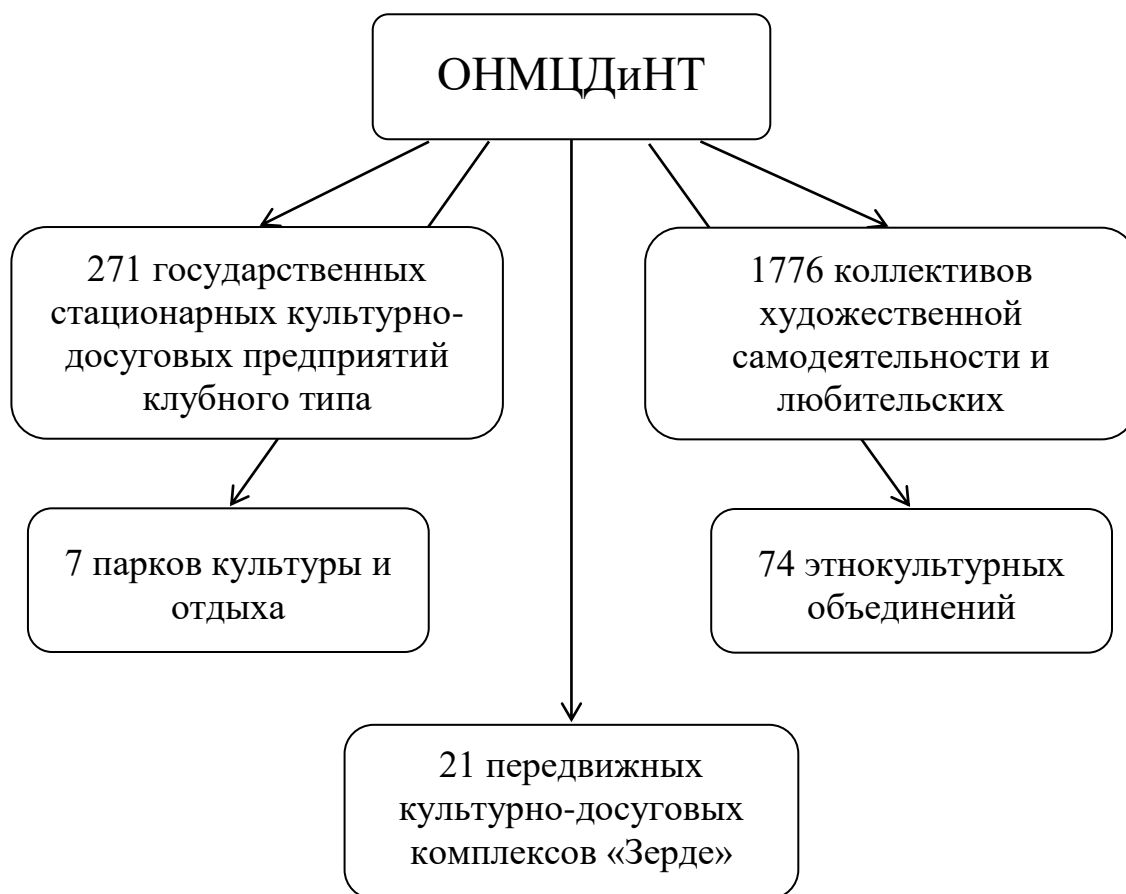 ОНМЦДиНТ
271 государственных
стационарных культурно-
досуговых предприятий
клубного типа
1776 коллективов
художественной
самодеятельности и
любительских
7 парков культуры и
отдыха
74 этнокультурных
объединений
21 передвижных
культурно-досуговых
комплексов «Зерде»